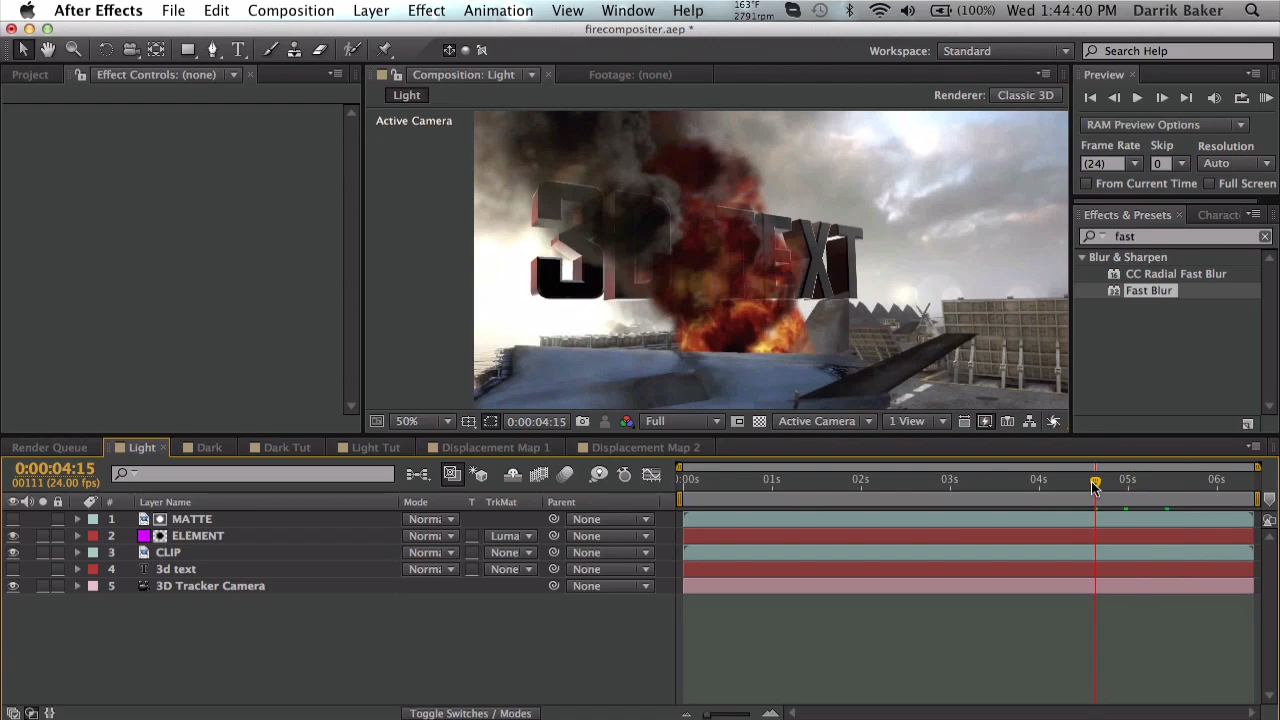 After Effects File Edit Composition Layer Effect Animation View Window Help 163°F 2791rpm (100%) Wed 1:44:40 PM Darrik Baker
firecompositer.aep *
Workspace: Standard Search Help
Project Effect Controls: (none) Composition: Light Footage: (none) Preview
Light Renderer: Classic 3D
Active Camera
RAM Preview Options
Frame Rate Skip Resolution
(24) 0 Auto
From Current Time Full Screen
Effects & Presets Charact
fast
Blur & Sharpen
CC Radial Fast Blur
Fast Blur
3D TEXT
50% 0:00:04:15 Full Active Camera 1 View
Render Queue Light Dark Dark Tut Light Tut Displacement Map 1 Displacement Map 2
0:00:04:15
00111 (24.00 fps)
:00s 01s 02s 03s 04s 05s 06s
# Layer Name Mode T TrkMat Parent
1 MATTE Norma None
2 ELEMENT Norma Luma None
3 CLIP Norma None None
4 T 3d text Norma None None
5 3D Tracker Camera None
Toggle Switches / Modes